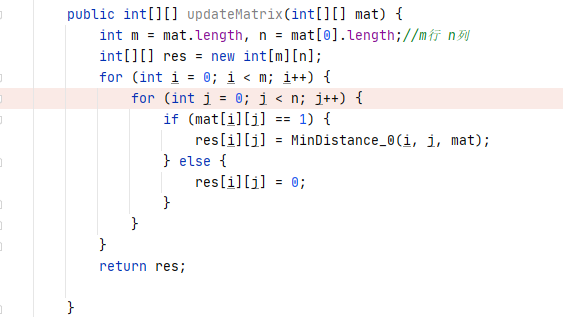 public int[][] updateMatrix(int[][] mat) {
int m = mat.length, n = mat[0].length;//m行 n列
int[][] res = new int[m][n];
for (int i = 0; i < m; i++) {
for (int j = 0; j < n; j++) {
if (mat[i][j] == 1) {
res[i][j] = MinDistance_0(i, j, mat);
} else {
res[i][j] = 0;
}
}
}
return res;
}